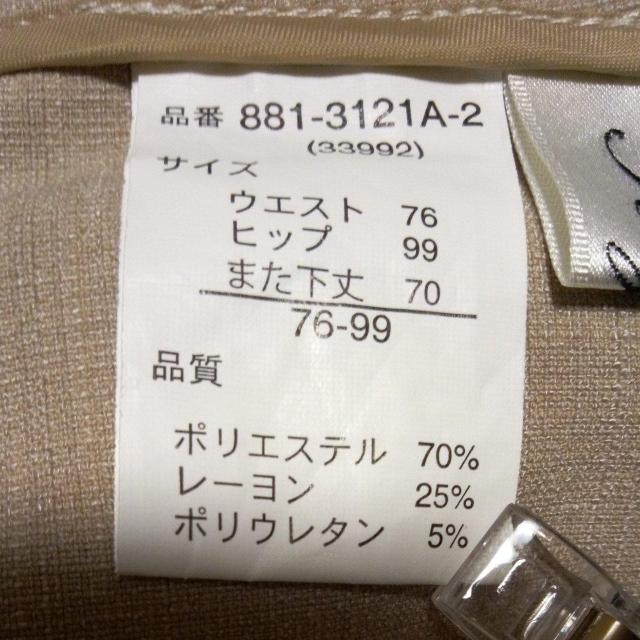 品番 881-3121A-2
(33992)
サイズ
ウエスト 76
ヒップ 99
また下丈 70
76-99
品質
ポリエステル 70%
レーヨン 25%
ポリウレタン 5%